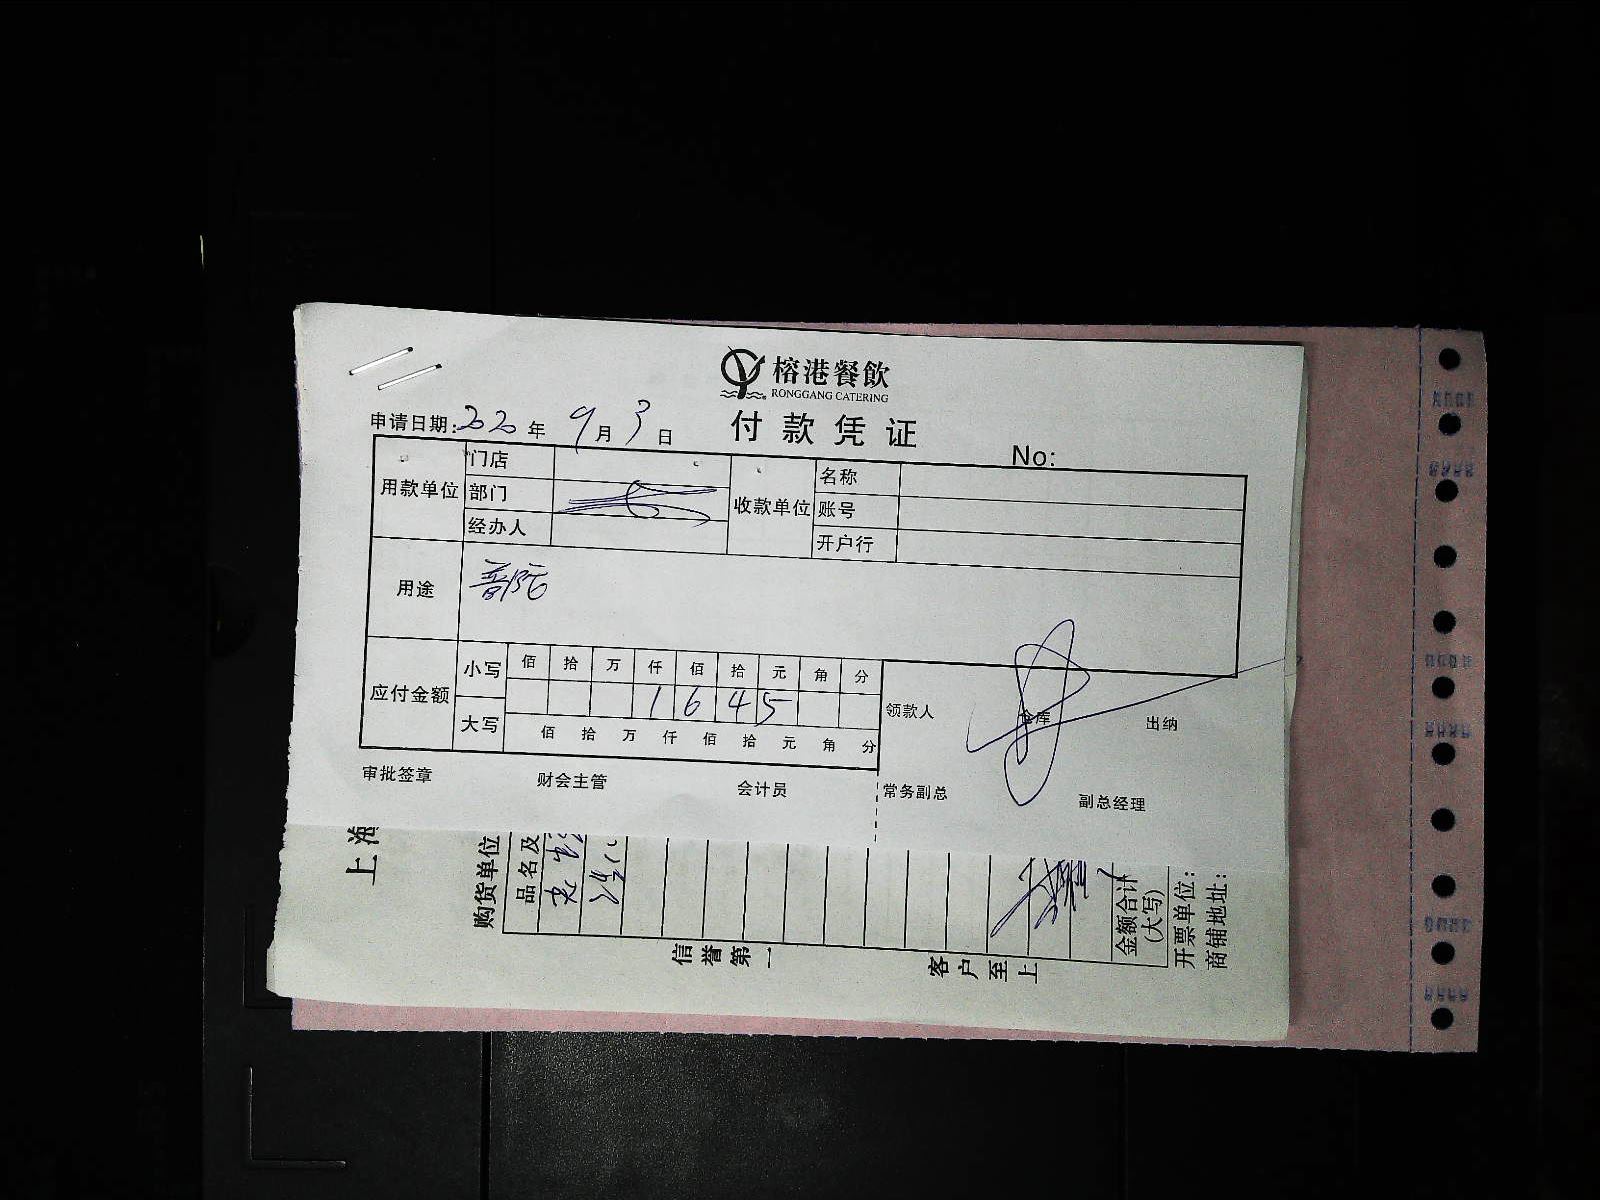 榕港餐飲
RONGGANG CATERING
付款凭证
申请日期:2020年9月3日
No:
用款单位 门店 收款单位 名称
部门 账号
经办人 开户行
用途
应付金额 小写 佰 拾 万 仟 佰 拾 元 角 分
1 6 4 5
大写 佰 拾 万 仟 佰 拾 元 角 分
领款人 仓库 出纳
审批签章 财会主管 会计员 常务副总 副总经理
上海
购货单位
品名及
信誉第一
客户至上
金额合计
(大写)
开票单位:
商铺地址: